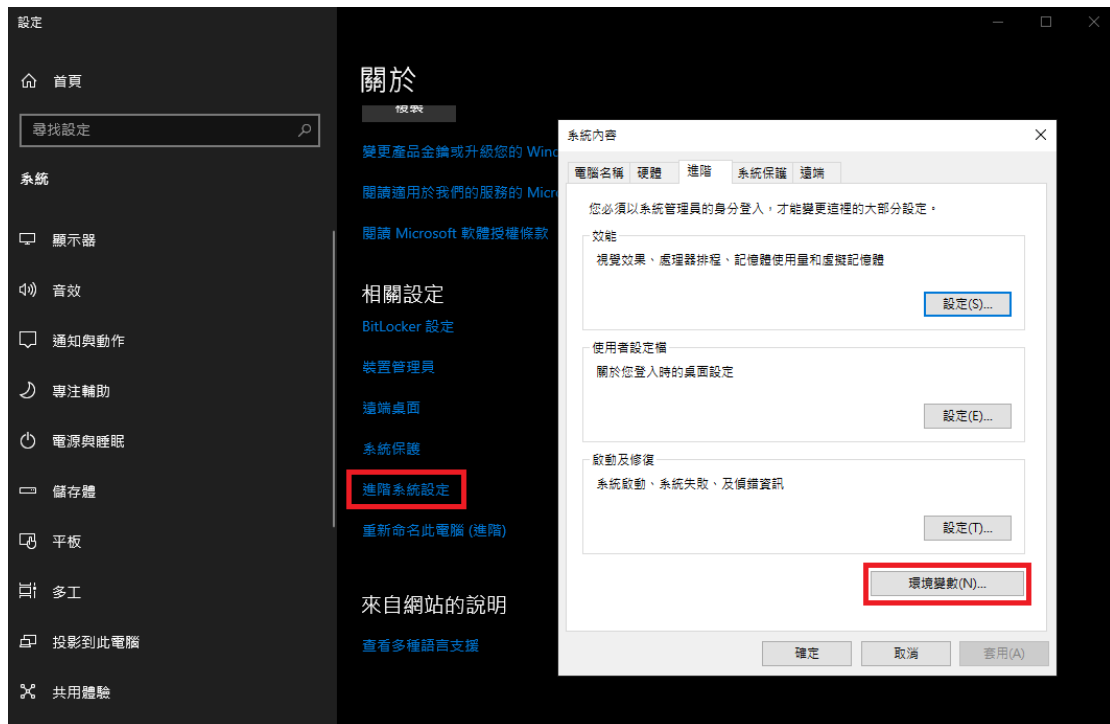 設定
首頁
尋找設定
系統
顯示器
音效
通知與動作
專注輔助
電源與睡眠
儲存體
平板
多工
投影到此電腦
共用體驗
關於
複製
變更產品金鑰或升級您的 Wind
閱讀適用於我們的服務的 Micro
閱讀 Microsoft 軟體授權條款
相關設定
BitLocker 設定
裝置管理員
遠端桌面
系統保護
進階系統設定
重新命名此電腦 (進階)
來自網站的說明
查看多種語言支援
系統內容
電腦名稱 硬體 進階 系統保護 遠端
您必須以系統管理員的身分登入，才能變更這裡的大部分設定。
效能
視覺效果、處理器排程、記憶體使用量和虛擬記憶體
設定(S)...
使用者設定檔
關於您登入時的桌面設定
設定(E)...
啟動及修復
系統啟動、系統失敗、及偵錯資訊
設定(T)...
環境變數(N)...
確定 取消 套用(A)